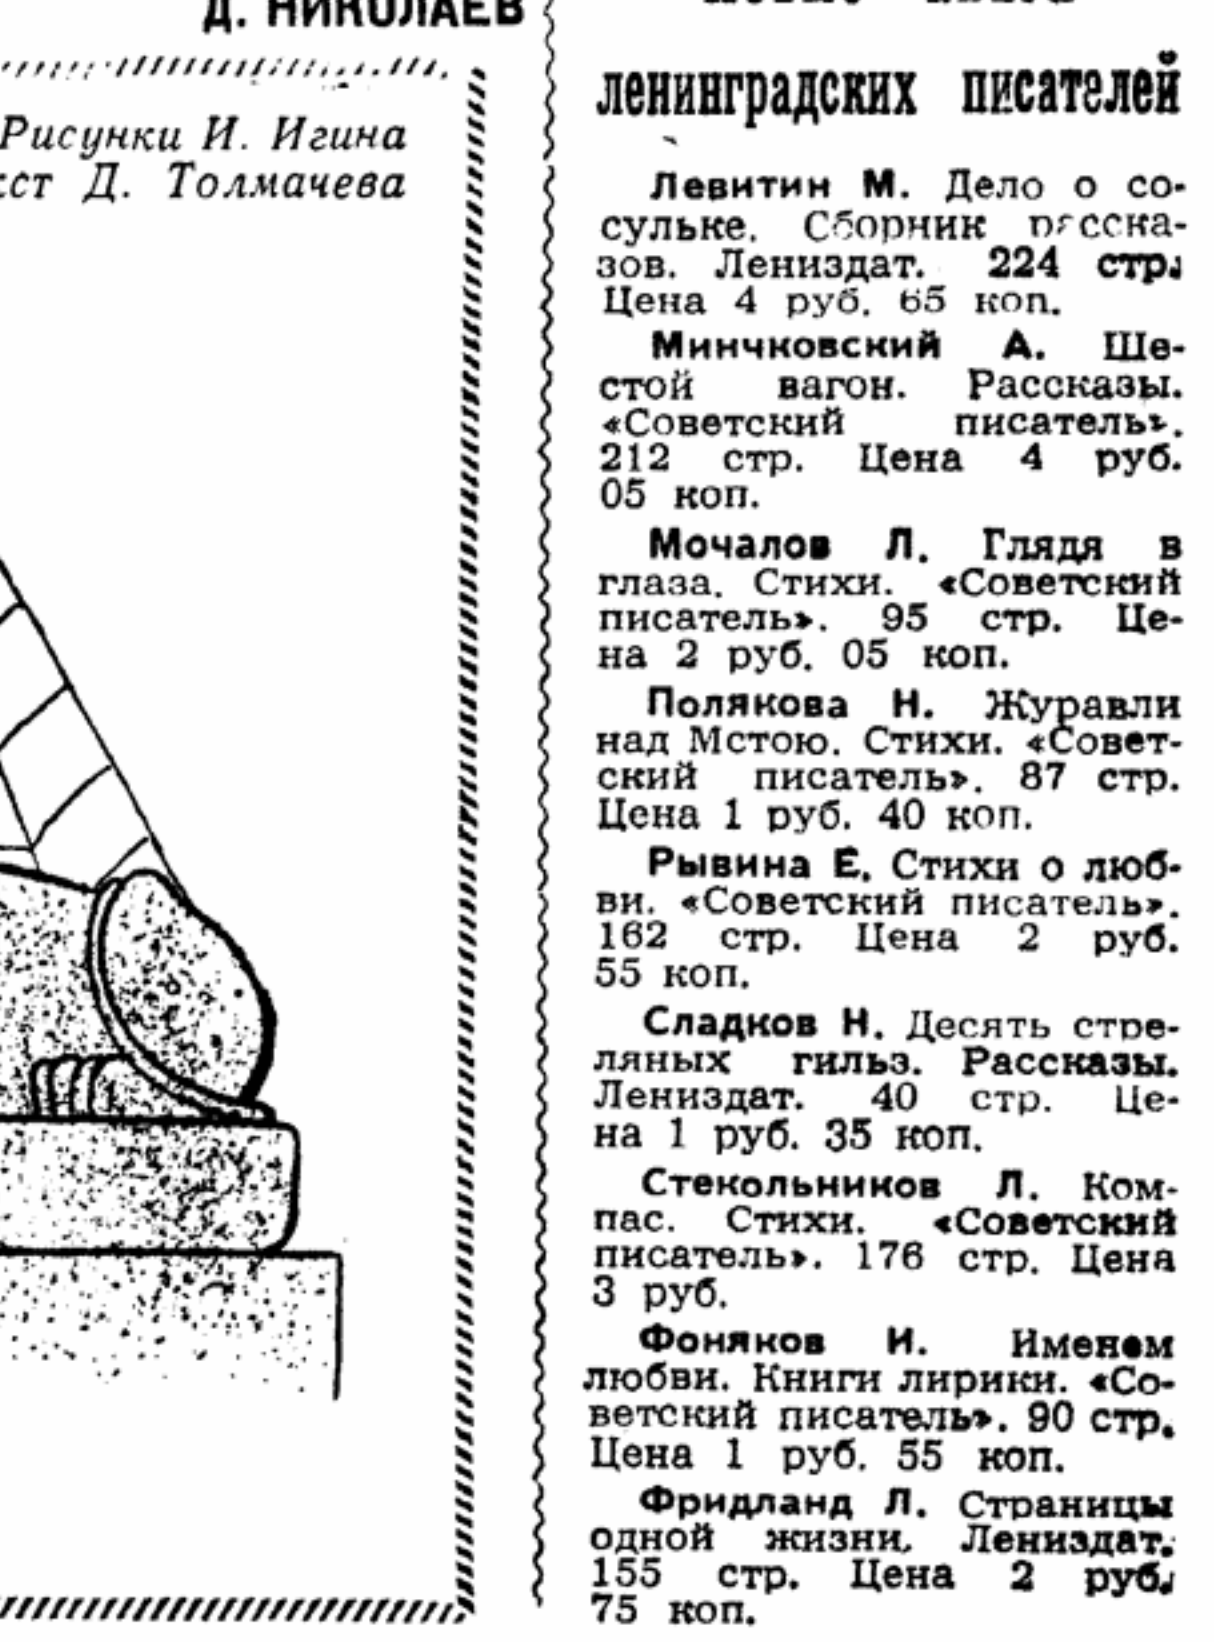 Д. НИКОЛАЕВ
Рисунки И. Игина
Д. Толмачева
ленинградских писателей
Левитин М. Дело о со-
сульке. Сборник расска-
зов. Лениздат. 224 стр.
Цена 4 руб. 65 коп.
Минчковский А. Ше-
стой вагон. Рассказы.
«Советский писатель».
212 стр. Цена 4 руб.
05 коп.
Мочалов Л. Глядя в
глаза. Стихи. «Советский
писатель». 95 стр. Це-
на 2 руб. 05 коп.
Полякова Н. Журавли
над Мстою. Стихи. «Совет-
ский писатель». 87 стр.
Цена 1 руб. 40 коп.
Рывина Е. Стихи о люб-
ви. «Советский писатель».
162 стр. Цена 2 руб.
55 коп.
Сладков Н. Десять стре-
ляных гильз. Рассказы.
Лениздат. 40 стр. Це-
на 1 руб. 35 коп.
Стекольников Л. Ком-
пас. Стихи. «Советский
писатель». 176 стр. Цена
3 руб.
Фоняков И. Именем
любви. Книги лирики. «Со-
ветский писатель». 90 стр.
Цена 1 руб. 55 коп.
Фридланд Л. Страницы
одной жизни. Лениздат.
155 стр. Цена 2 руб.
75 коп.